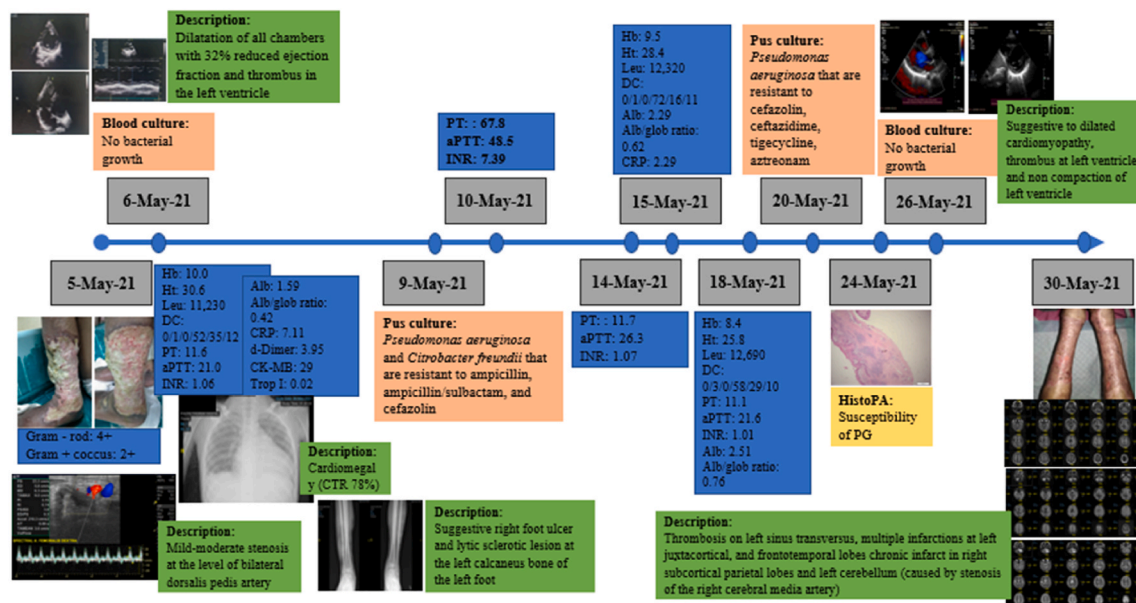 Description:
Dilatation of all chambers
with 32% reduced ejection
fraction and thrombus in
the left ventricle
Blood culture:
No bacterial
growth
6-May-21
PT: : 67.8
aPTT: 48.5
INR: 7.39
10-May-21
Hb: 9.5
Ht: 28.4
Leu: 12,320
DC:
0/1/0/72/16/11
Alb: 2.29
Alb/glob ratio:
0.62
CRP: 2.29
15-May-21
Pus culture:
Pseudomonas
aeruginosa that are
resistant to
cefazolin,
ceftazidime,
tigecycline,
aztreonam
20-May-21
Blood culture:
No bacterial
growth
26-May-21
Description:
Suggestive to dilated
cardiomyopathy,
thrombus at left ventricle
and non compaction of
left ventricle
5-May-21
Gram - rod: 4+
Gram + coccus: 2+
Hb: 10.0
Ht: 30.6
Leu: 11,230
DC:
0/1/0/52/35/12
PT: 11.6
aPTT: 21.0
INR: 1.06
Alb: 1.59
Alb/glob ratio:
0.42
CRP: 7.11
d-Dimer: 3.95
CK-MB: 29
Trop I: 0.02
Description:
Cardiomegal
y (CTR 78%)
Description:
Mild-moderate stenosis
at the level of bilateral
dorsalis pedis artery
9-May-21
Pus culture:
Pseudomonas aeruginosa
and Citrobacter freundii that
are resistant to ampicillin,
ampicillin/sulbactam, and
cefazolin
Description:
Suggestive right foot ulcer
and lytic sclerotic lesion at
the left calcaneus bone of
the left foot
14-May-21
PT: : 11.7
aPTT: 26.3
INR: 1.07
18-May-21
Hb: 8.4
Ht: 25.8
Leu: 12,690
DC:
0/3/0/58/29/10
PT: 11.1
aPTT: 21.6
INR: 1.01
Alb: 2.51
Alb/glob ratio:
0.76
24-May-21
HistoPA:
Susceptibility
of PG
30-May-21
Description:
Thrombosis on left sinus transversus, multiple infarctions at left
juxtacortical, and frontotemporal lobes chronic infarct in right
subcortical parietal lobes and left cerebellum (caused by stenosis
of the right cerebral media artery)